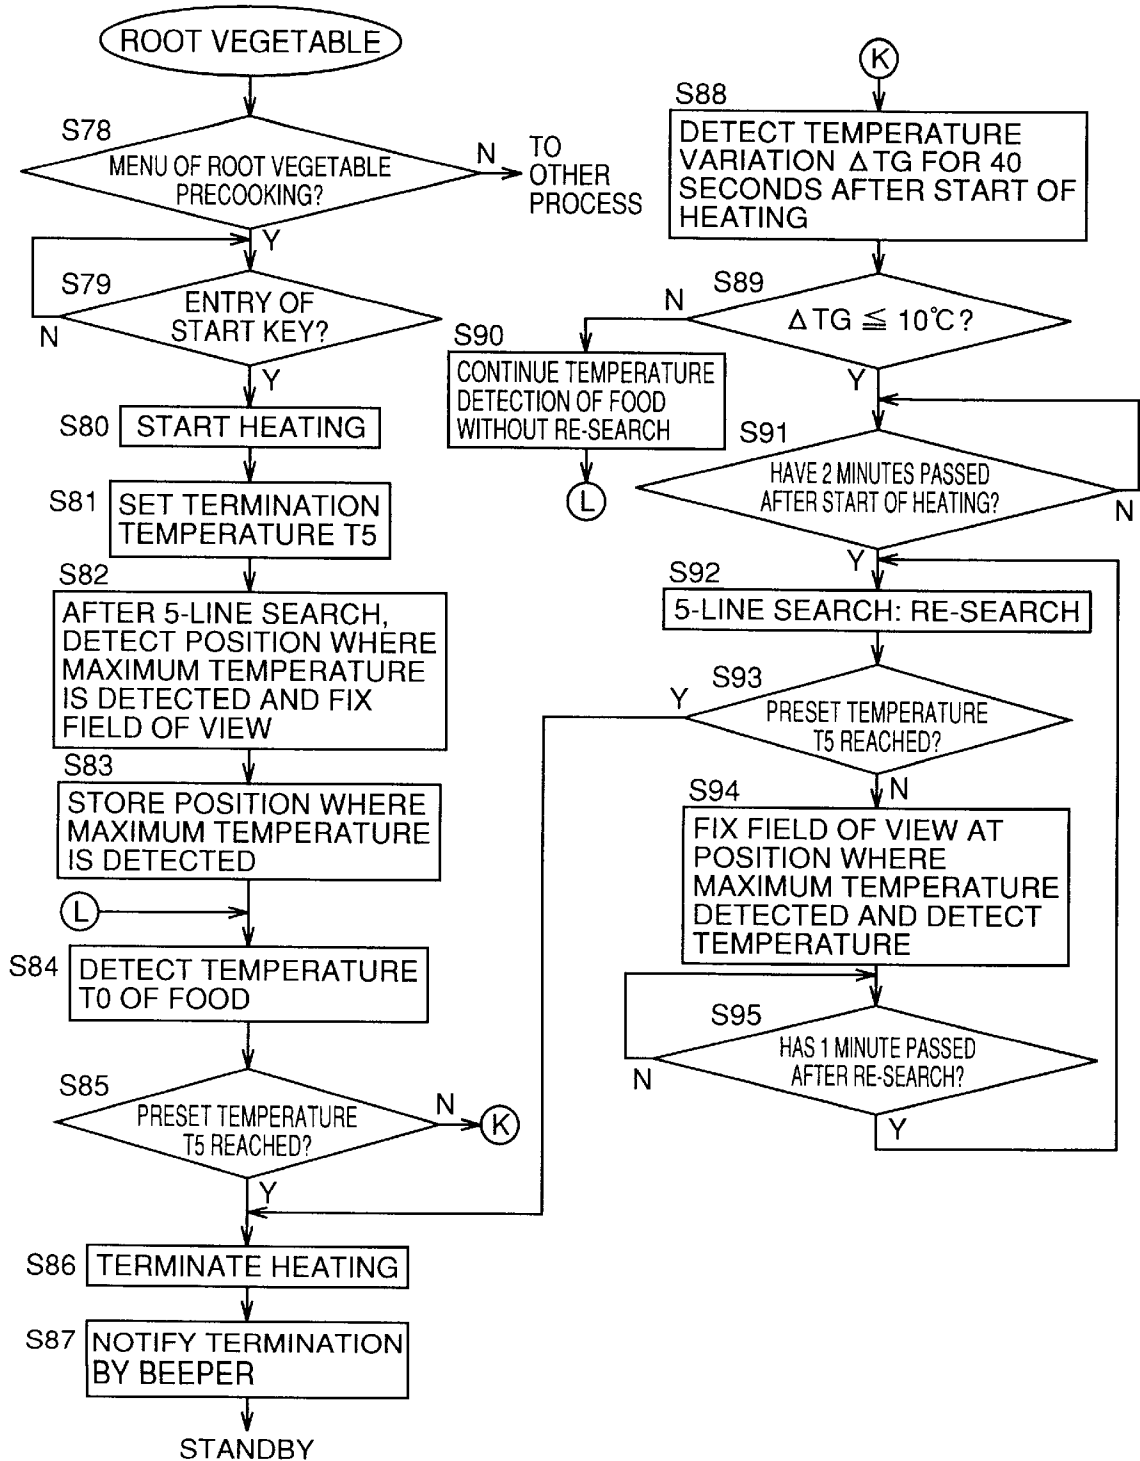 ROOT VEGETABLE
S78
MENU OF ROOT VEGETABLE
PRECOOKING?
N
TO
OTHER
PROCESS
Y
S79
ENTRY OF
START KEY?
N
Y
S80
START HEATING
S81
SET TERMINATION
TEMPERATURE T5
S82
AFTER 5-LINE SEARCH,
DETECT POSITION WHERE
MAXIMUM TEMPERATURE
IS DETECTED AND FIX
FIELD OF VIEW
S83
STORE POSITION WHERE
MAXIMUM TEMPERATURE
IS DETECTED
L
S84
DETECT TEMPERATURE
T0 OF FOOD
S85
PRESET TEMPERATURE
T5 REACHED?
N
K
Y
S86
TERMINATE HEATING
S87
NOTIFY TERMINATION
BY BEEPER
STANDBY
K
S88
DETECT TEMPERATURE
VARIATION ΔTG FOR 40
SECONDS AFTER START OF
HEATING
S89
ΔTG ≦ 10℃?
N
Y
S90
CONTINUE TEMPERATURE
DETECTION OF FOOD
WITHOUT RE-SEARCH
L
S91
HAVE 2 MINUTES PASSED
AFTER START OF HEATING?
N
Y
S92
5-LINE SEARCH: RE-SEARCH
S93
PRESET TEMPERATURE
T5 REACHED?
Y
N
S94
FIX FIELD OF VIEW AT
POSITION WHERE
MAXIMUM TEMPERATURE
DETECTED AND DETECT
TEMPERATURE
S95
HAS 1 MINUTE PASSED
AFTER RE-SEARCH?
N
Y